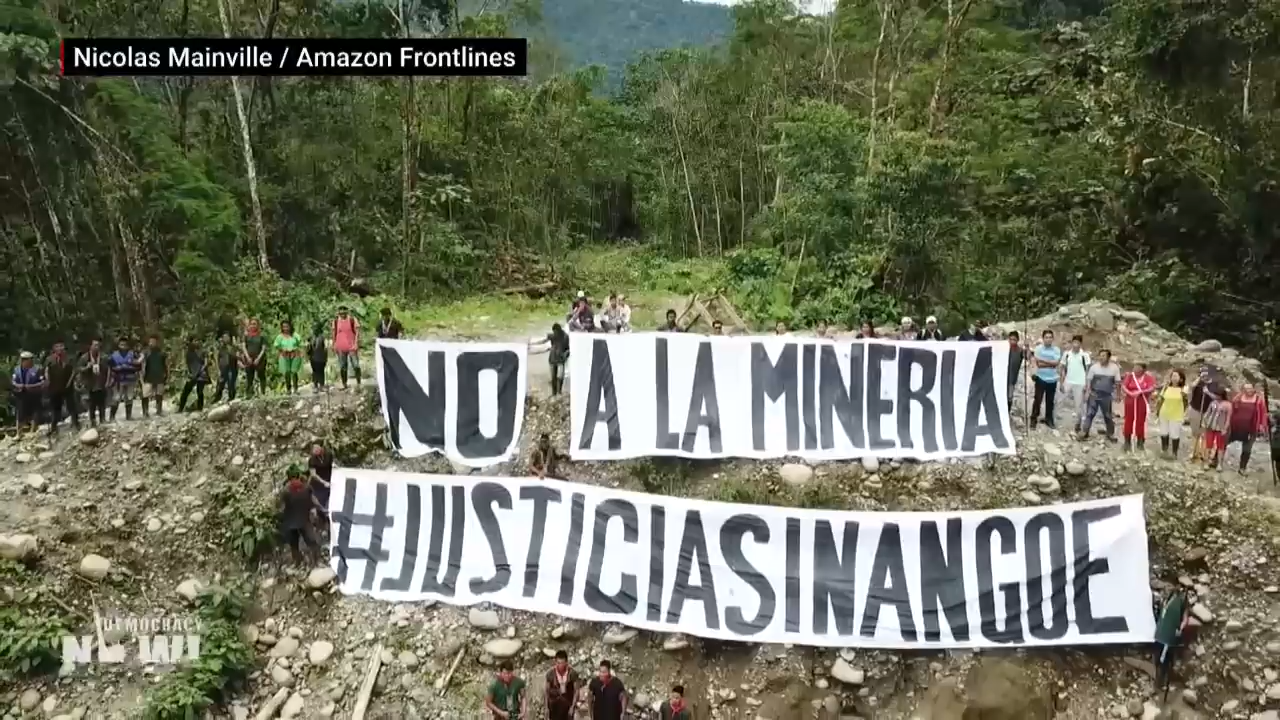 Nicolas Mainville / Amazon Frontlines
NO A LA MINERIA
#JUSTICIASINANGOE
DEMOCRACY
NOW!